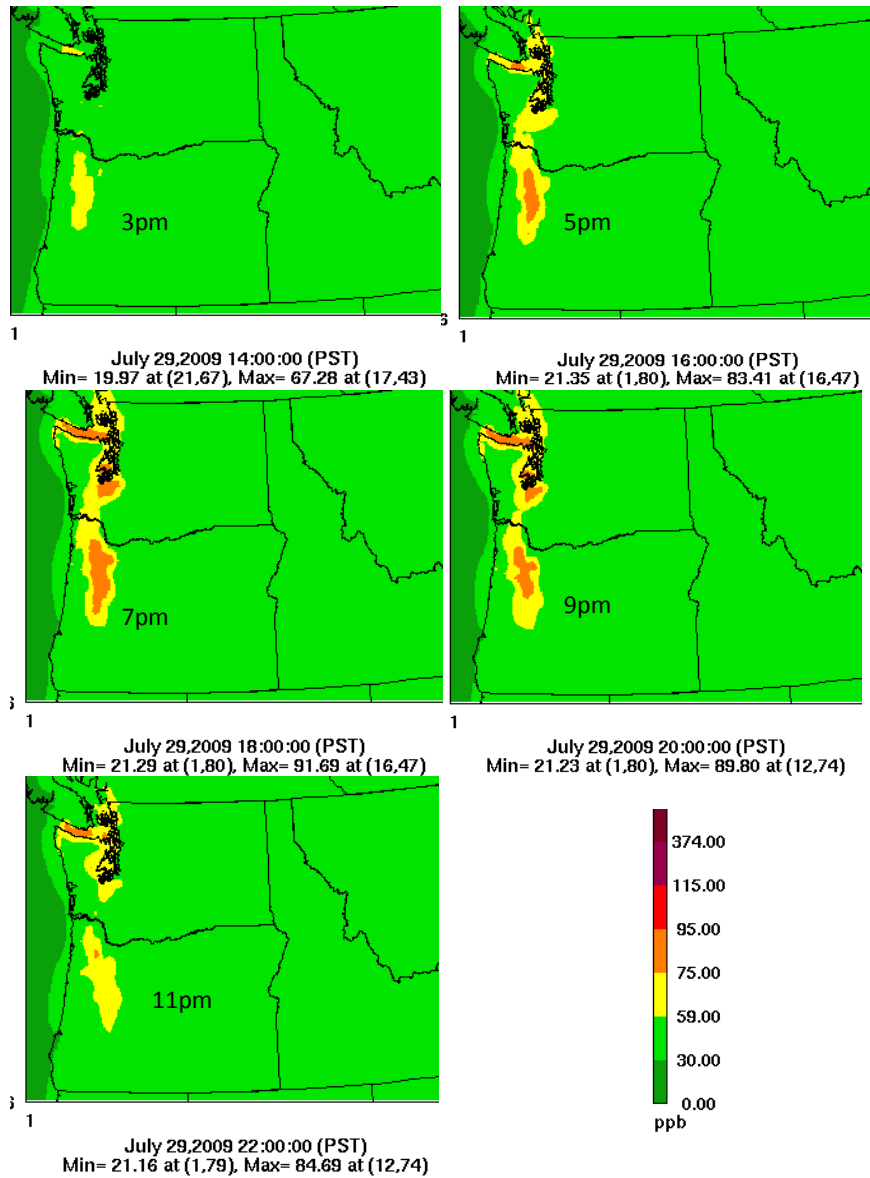 3pm
5pm
1
6
1
July 29,2009 14:00:00 (PST)
Min= 19.97 at (21,67), Max= 67.28 at (17,43)
July 29,2009 16:00:00 (PST)
Min= 21.35 at (1,80), Max= 83.41 at (16,47)
7pm
9pm
1
1
July 29,2009 18:00:00 (PST)
Min= 21.29 at (1,80), Max= 91.69 at (16,47)
July 29,2009 20:00:00 (PST)
Min= 21.23 at (1,80), Max= 89.80 at (12,74)
11pm
1
July 29,2009 22:00:00 (PST)
Min= 21.16 at (1,79), Max= 84.69 at (12,74)
374.00
115.00
95.00
75.00
59.00
30.00
0.00
ppb